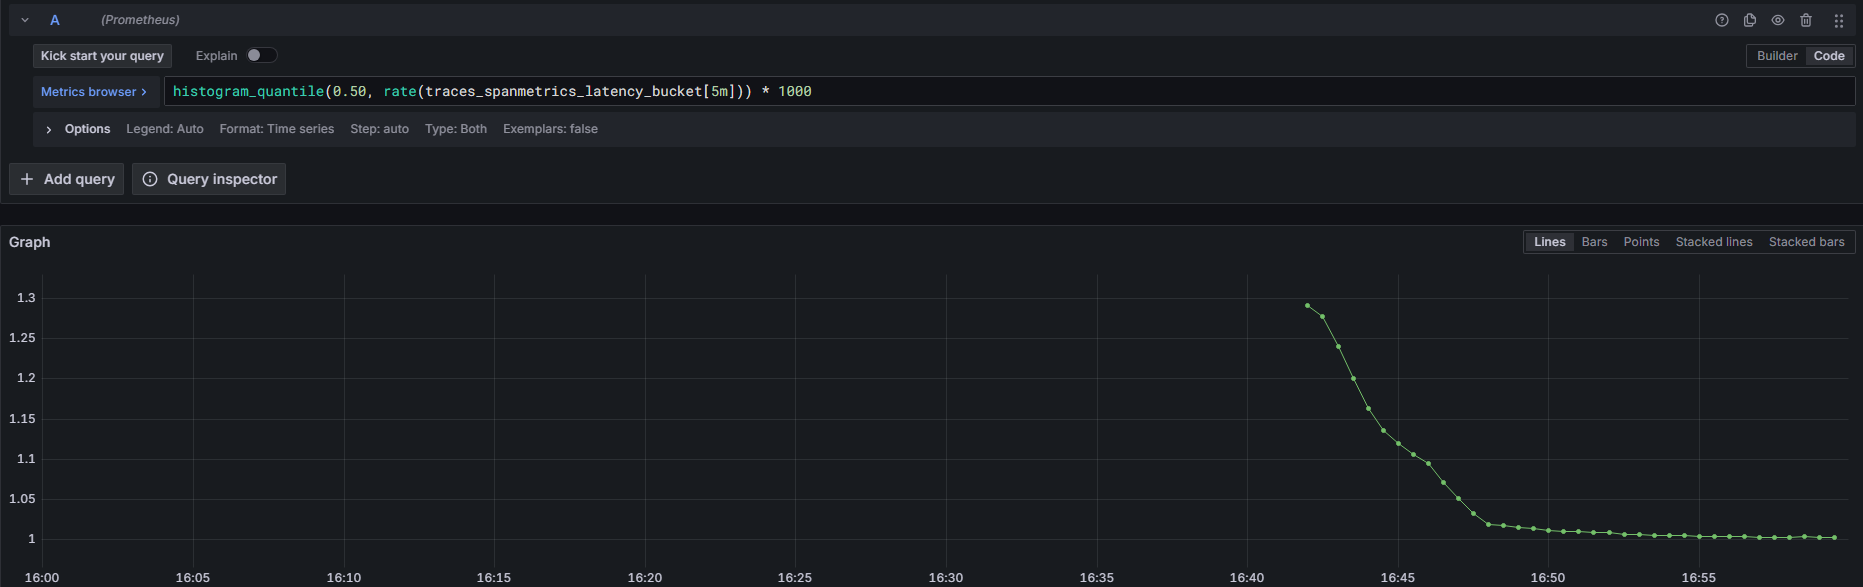 A (Prometheus)
Kick start your query Explain Builder Code
Metrics browser > histogram_quantile(0.50, rate(traces_spanmetrics_latency_bucket[5m])) * 1000
> Options Legend: Auto Format: Time series Step: auto Type: Both Exemplars: false
+ Add query Query inspector
Graph Lines Bars Points Stacked lines Stacked bars
1.3
1.25
1.2
1.15
1.1
1.05
1
16:00 16:05 16:10 16:15 16:20 16:25 16:30 16:35 16:40 16:45 16:50 16:55